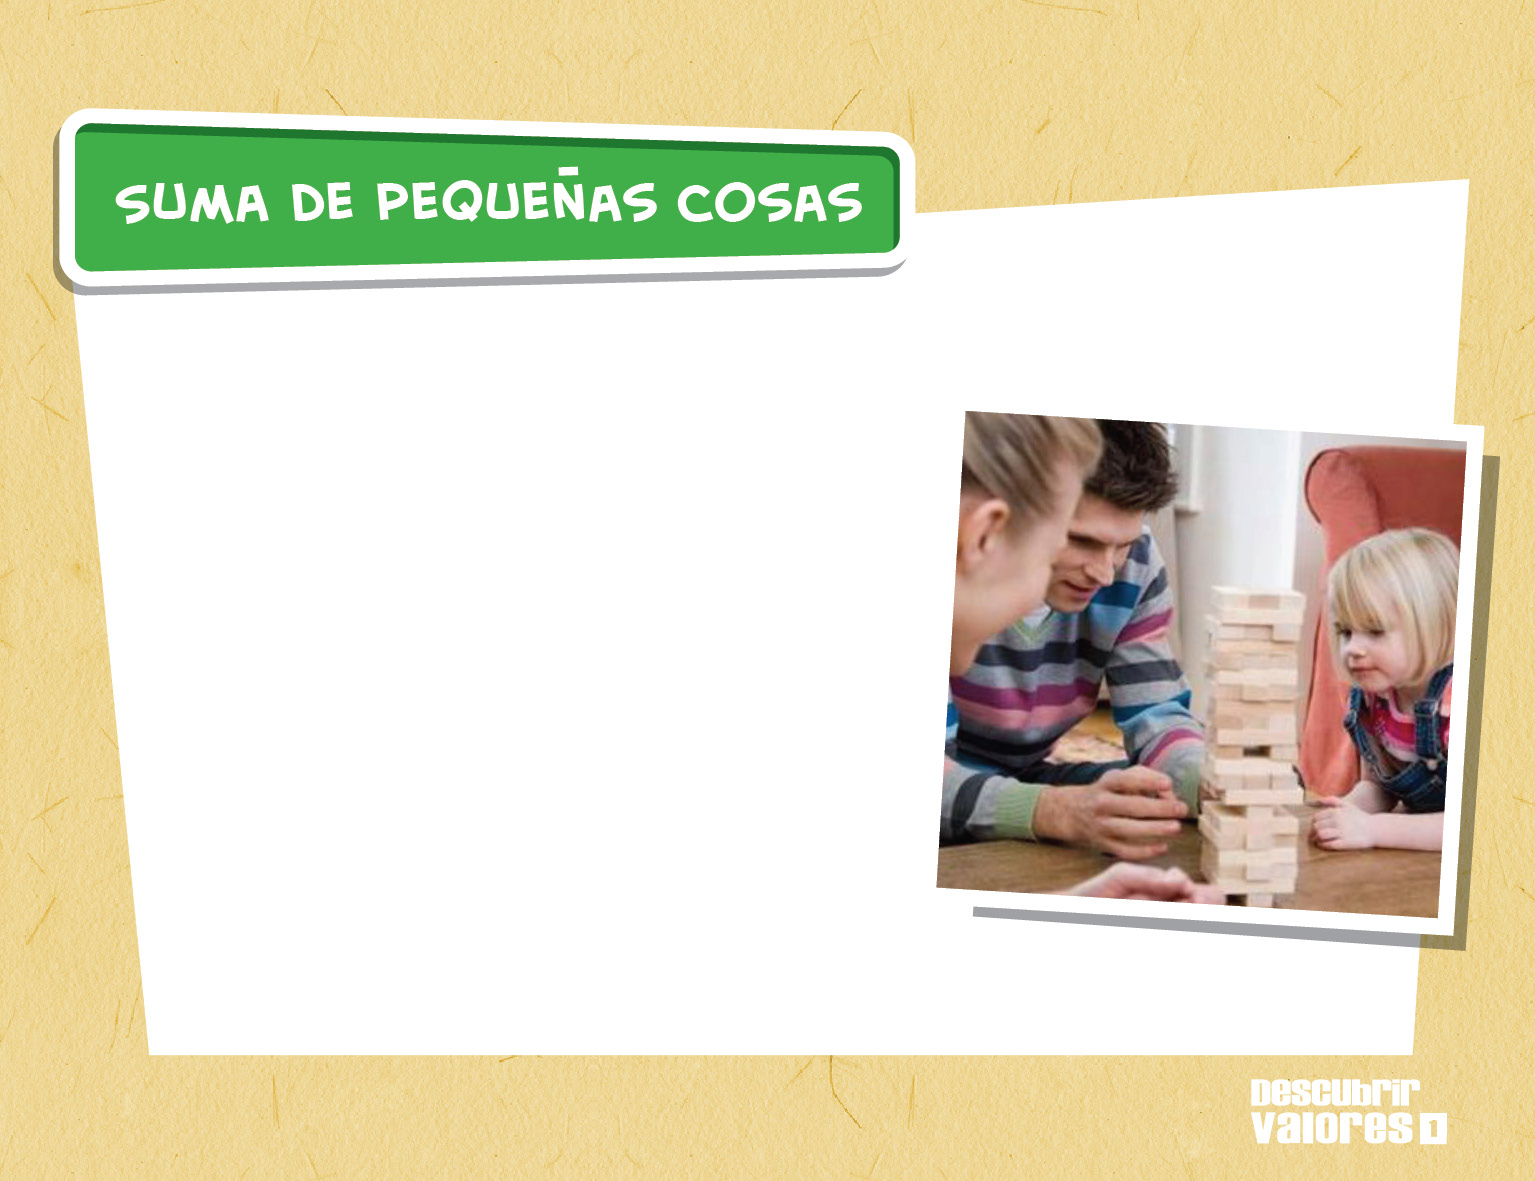 SUMA DE PEQUEÑAS COSAS
Descubrir
valores 1